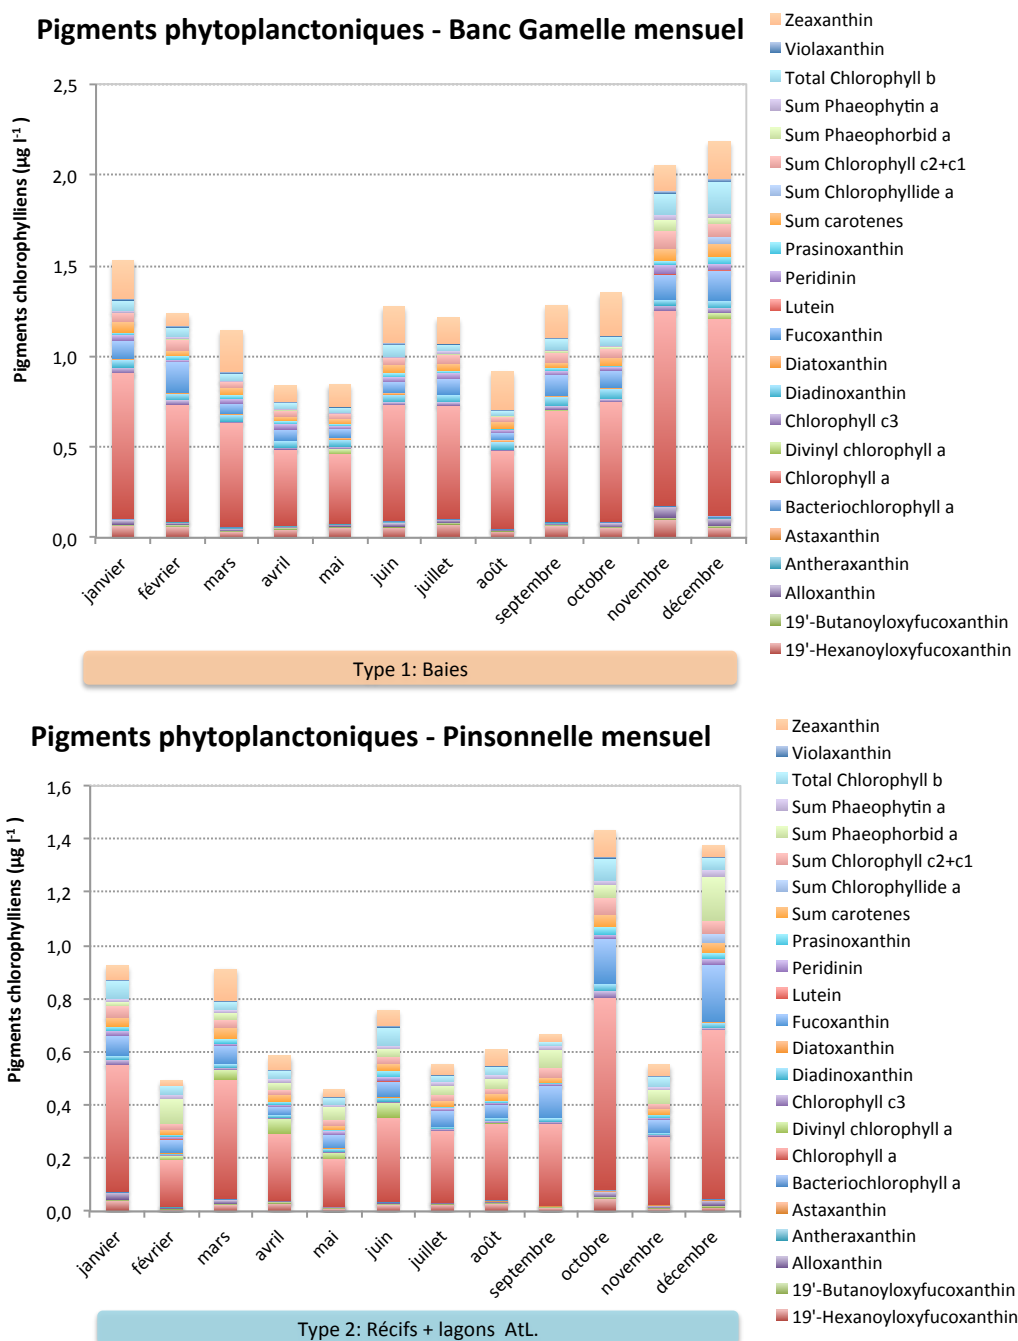 Pigments phytoplanctoniques - Banc Gamelle mensuel
Pigments chlorophylliens (µg l-1 )
2,5
2,0
1,5
1,0
0,5
0,0
janvier
février
mars
avril
mai
juin
juillet
août
septembre
octobre
novembre
décembre
Zeaxanthin
Violaxanthin
Total Chlorophyll b
Sum Phaeophytin a
Sum Phaeophorbid a
Sum Chlorophyll c2+c1
Sum Chlorophyllide a
Sum carotenes
Prasinoxanthin
Peridinin
Lutein
Fucoxanthin
Diatoxanthin
Diadinoxanthin
Chlorophyll c3
Divinyl chlorophyll a
Chlorophyll a
Bacteriochlorophyll a
Astaxanthin
Antheraxanthin
Alloxanthin
19'-Butanoyloxyfucoxanthin
19'-Hexanoyloxyfucoxanthin
Type 1: Baies
Pigments phytoplanctoniques - Pinsonnelle mensuel
Pigments chlorophylliens (µg l-1 )
1,6
1,4
1,2
1,0
0,8
0,6
0,4
0,2
0,0
janvier
février
mars
avril
mai
juin
juillet
août
septembre
octobre
novembre
décembre
Zeaxanthin
Violaxanthin
Total Chlorophyll b
Sum Phaeophytin a
Sum Phaeophorbid a
Sum Chlorophyll c2+c1
Sum Chlorophyllide a
Sum carotenes
Prasinoxanthin
Peridinin
Lutein
Fucoxanthin
Diatoxanthin
Diadinoxanthin
Chlorophyll c3
Divinyl chlorophyll a
Chlorophyll a
Bacteriochlorophyll a
Astaxanthin
Antheraxanthin
Alloxanthin
19'-Butanoyloxyfucoxanthin
19'-Hexanoyloxyfucoxanthin
Type 2: Récifs + lagons AtL.